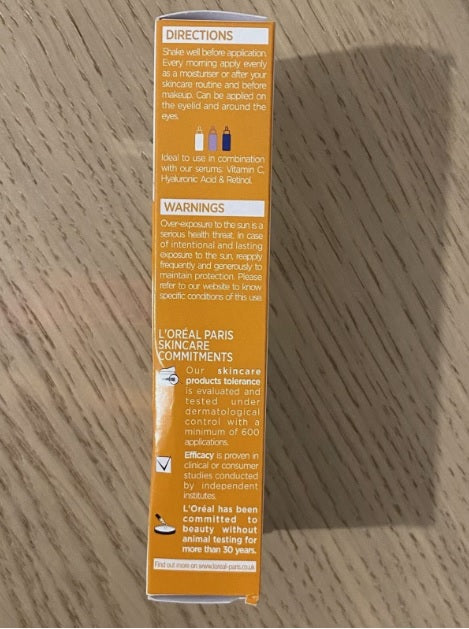 DIRECTIONS
Shake well before application.
Every morning apply evenly
as a moisturiser or after your
skincare routine and before
makeup. Can be applied on
the eyelid and around the
eyes.
Ideal to use in combination
with our serums: Vitamin C,
Hyaluronic Acid & Retinol.
WARNINGS
Over-exposure to the sun is a
serious health threat. In case
of intentional and lasting
exposure to the sun, reapply
frequently and generously to
maintain protection. Please
refer to our website to know
specific conditions of this use.
L'ORÉAL PARIS
SKINCARE
COMMITMENTS
Our skincare
products tolerance
is evaluated and
tested under
dermatological
control with a
minimum of 600
applications.
Efficacy is proven in
clinical or consumer
studies conducted
by independent
institutes.
L'Oréal has been
committed to
beauty without
animal testing for
more than 30 years.
Find out more on www.loreal-paris.co.uk